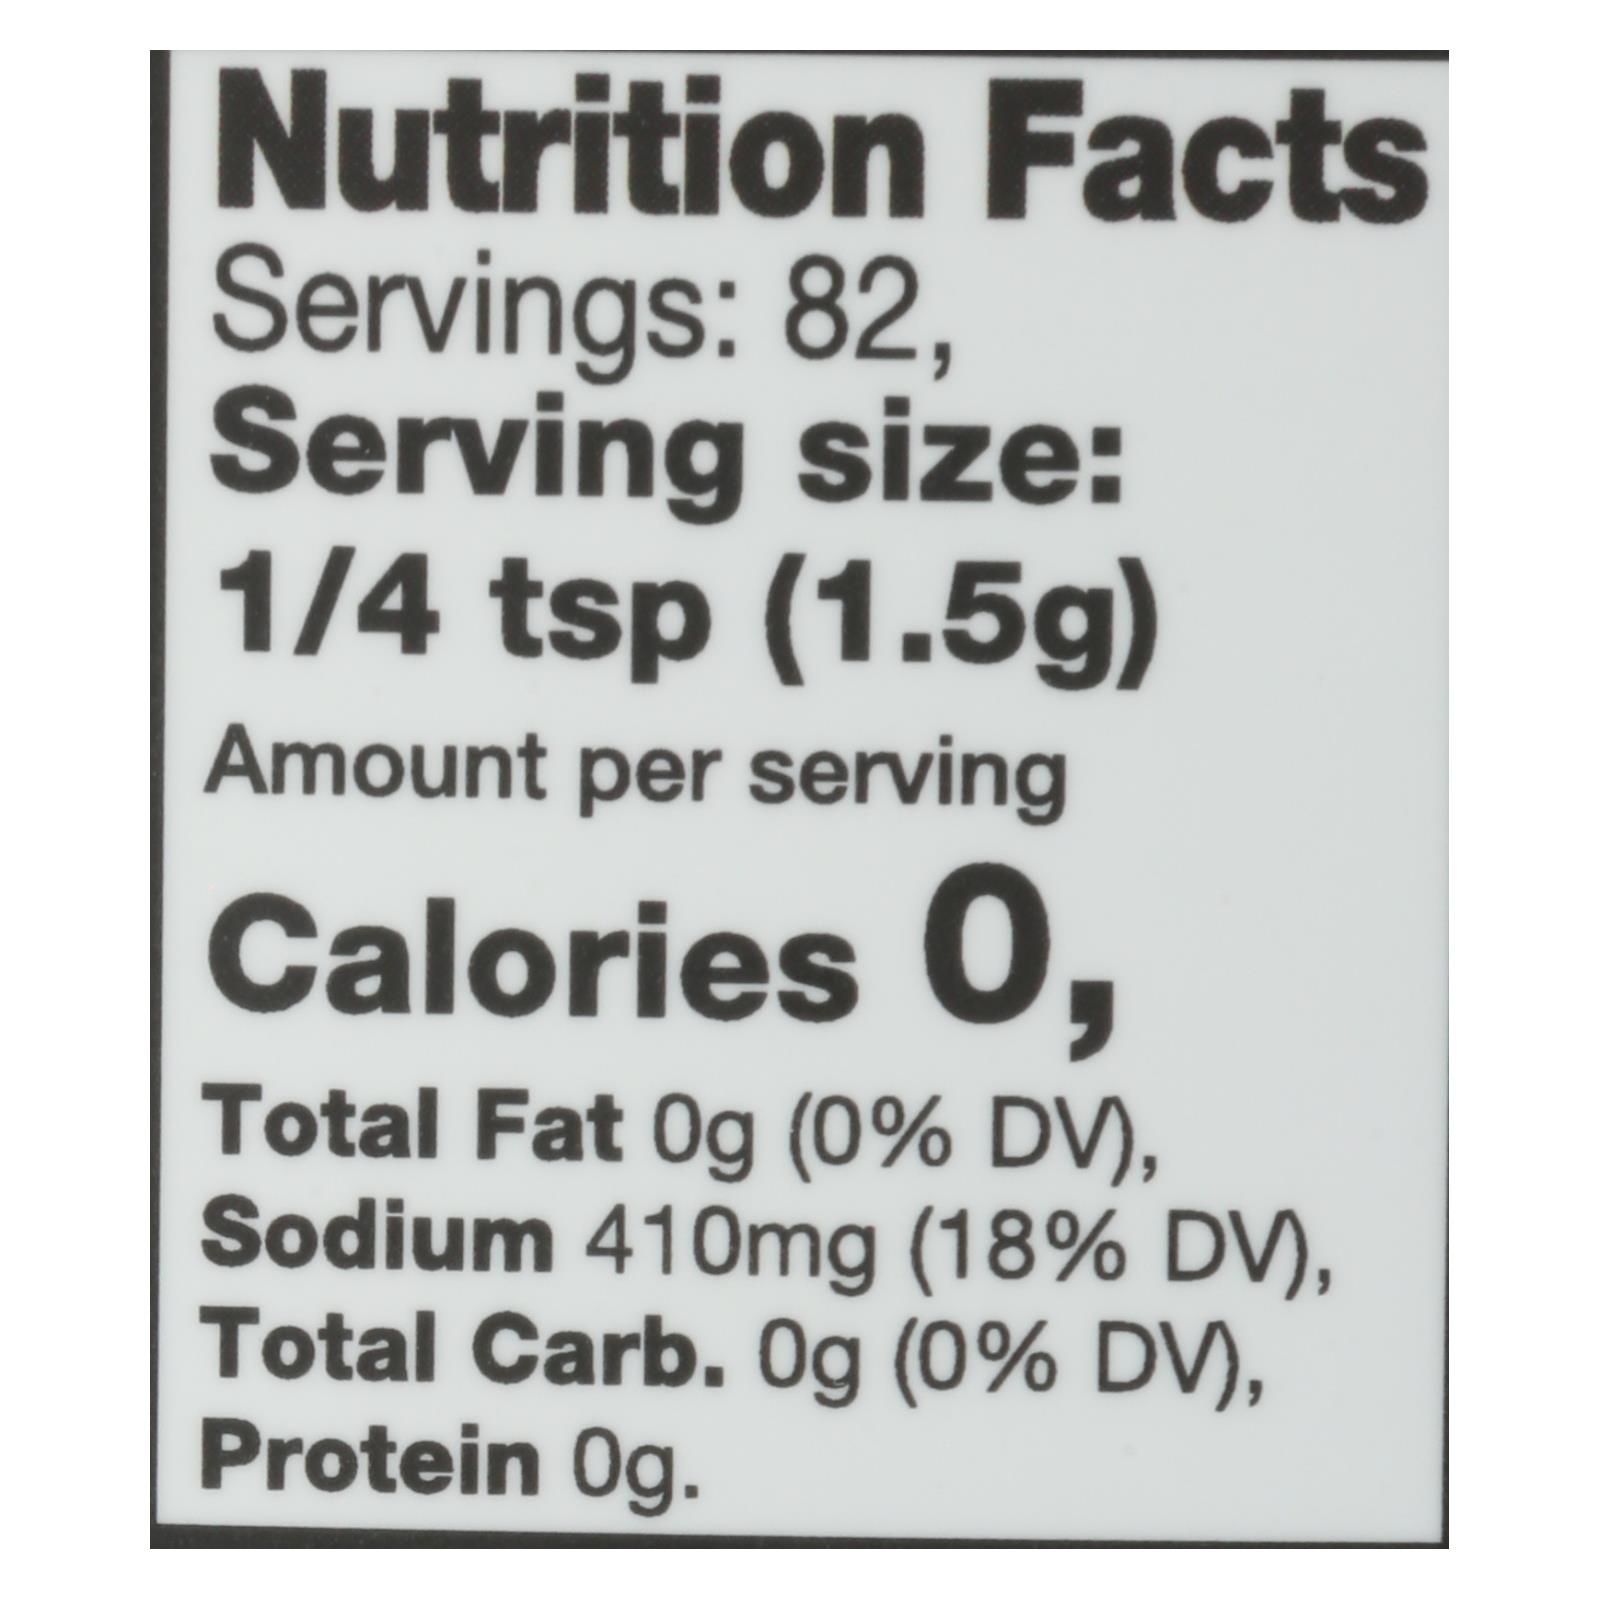 Nutrition Facts
Servings: 82,
Serving size:
1/4 tsp (1.5g)
Amount per serving
Calories 0,
Total Fat 0g (0% DV),
Sodium 410mg (18% DV),
Total Carb. 0g (0% DV),
Protein 0g.